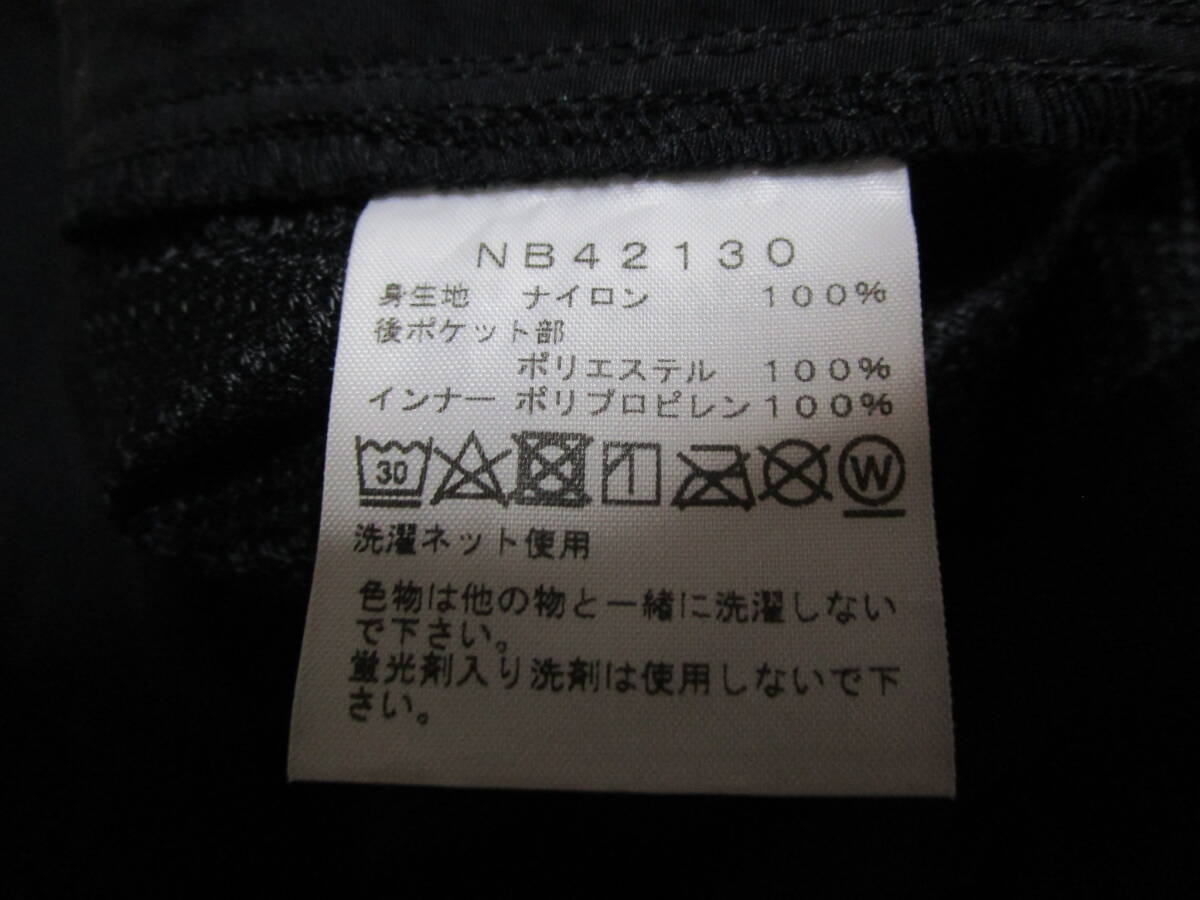 NB42130
身生地 ナイロン 100%
後ポケット部
ポリエステル 100%
インナー ポリプロピレン100%
30 W
洗濯ネット使用
色物は他の物と一緒に洗濯しない
で下さい。
蛍光剤入り洗剤は使用しないで下
さい。